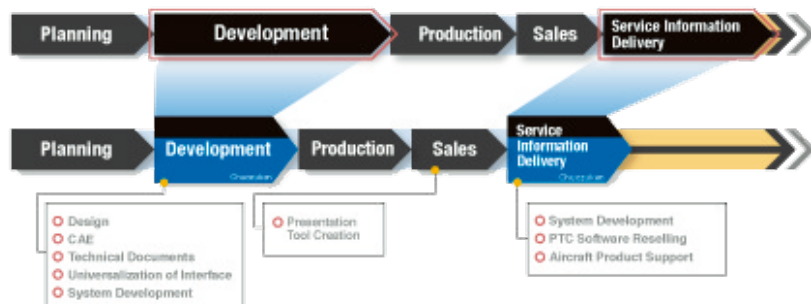 Planning
Development
Production
Sales
Service Information
Delivery
Planning
Development
Production
Sales
Service
Information
Delivery
Design
CAE
Technical Documents
Universalization of Interface
System Development
Presentation
Tool Creation
System Development
PTC Software Reselling
Aircraft Product Support